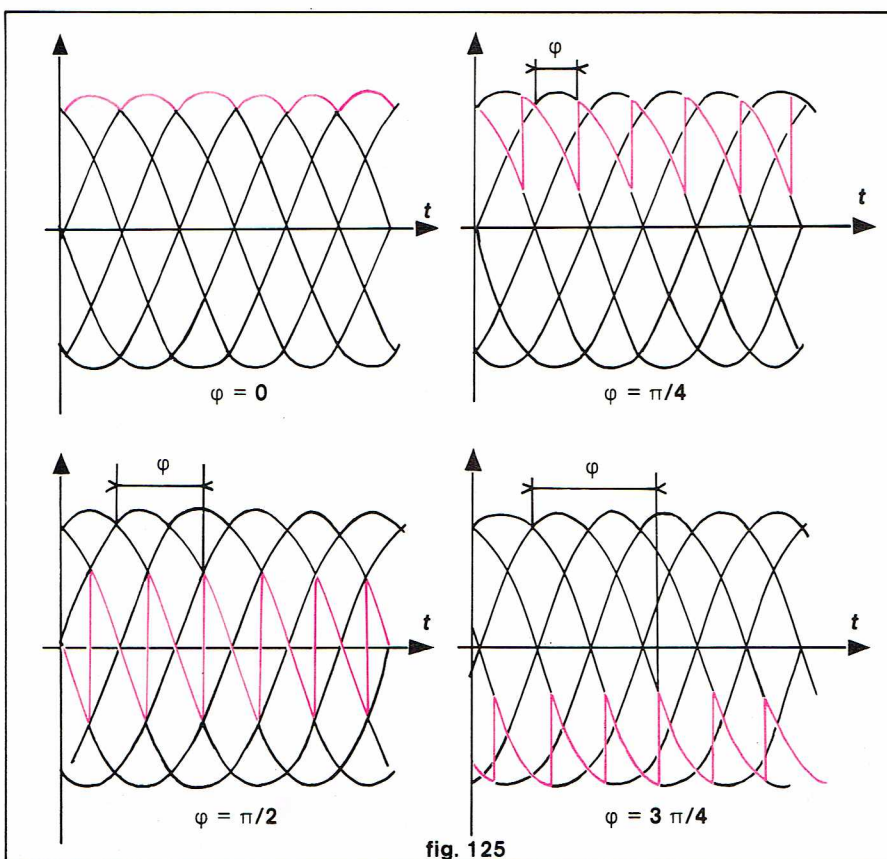 φ
t
t
φ = 0
φ = π/4
φ
φ
t
t
φ = π/2
φ = 3 π/4
fig. 125